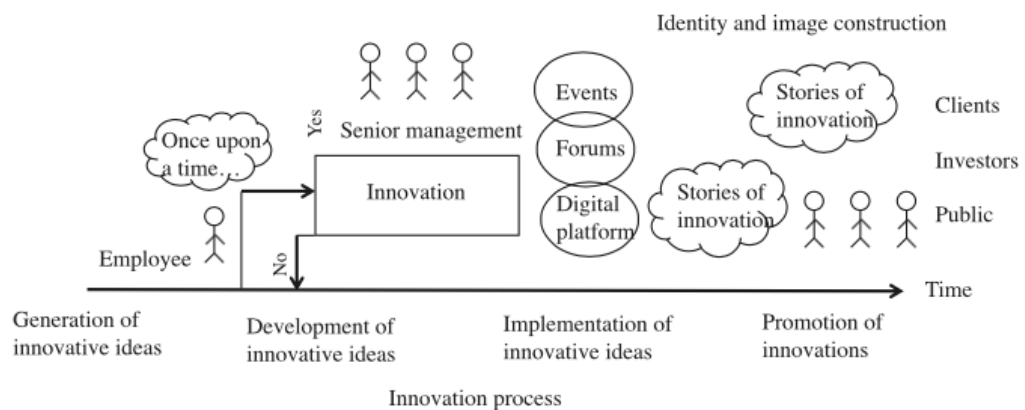 Identity and image construction
Events
Stories of
innovation
Clients
Yes
Once upon
a time…
Senior management
Forums
Investors
Innovation
Digital
platform
Stories of
innovation
Public
Employee
No
Time
Generation of
innovative ideas
Development of
innovative ideas
Implementation of
innovative ideas
Promotion of
innovations
Innovation process